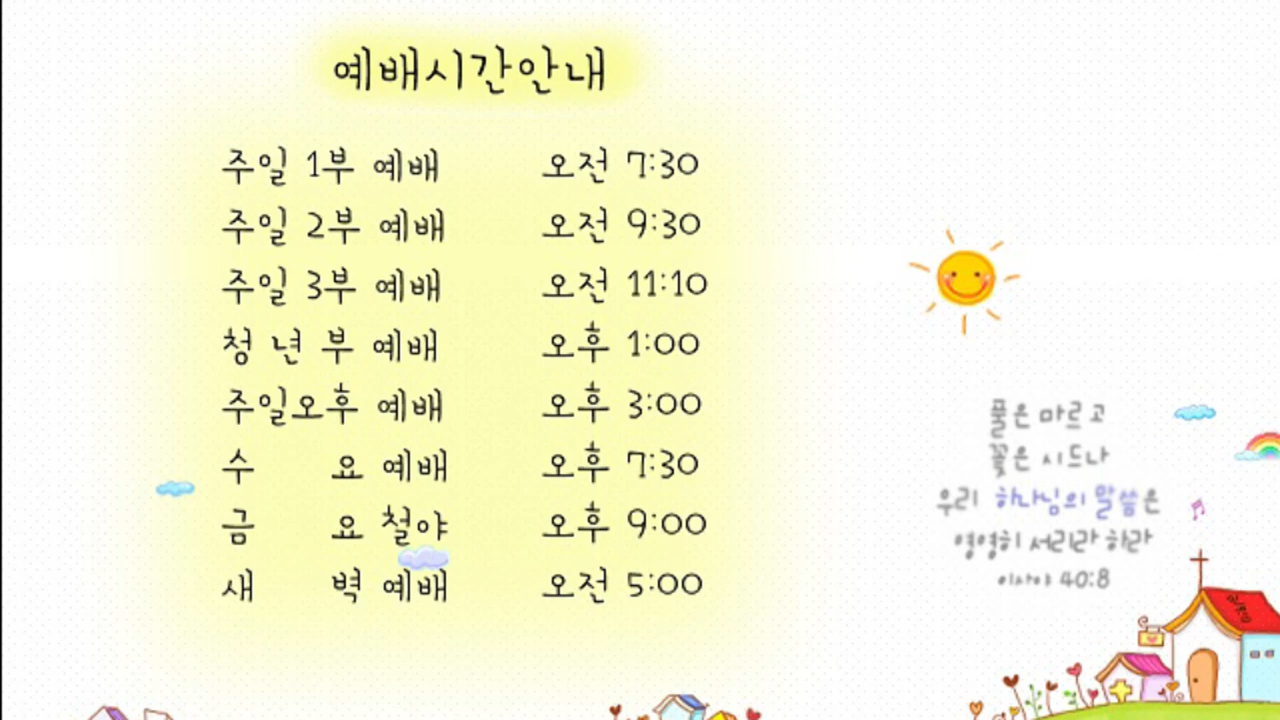 예배시간안내
주일 1부 예배 오전 7:30
주일 2부 예배 오전 9:30
주일 3부 예배 오전 11:10
청 년 부 예배 오후 1:00
주일오후 예배 오후 3:00
수 요 예배 오후 7:30
금 요 철야 오후 9:00
새 벽 예배 오전 5:00
풀은 마르고
꽃은 시드나
우리 하나님의 말씀은
영영히 서리라 하라
이사야 40:8